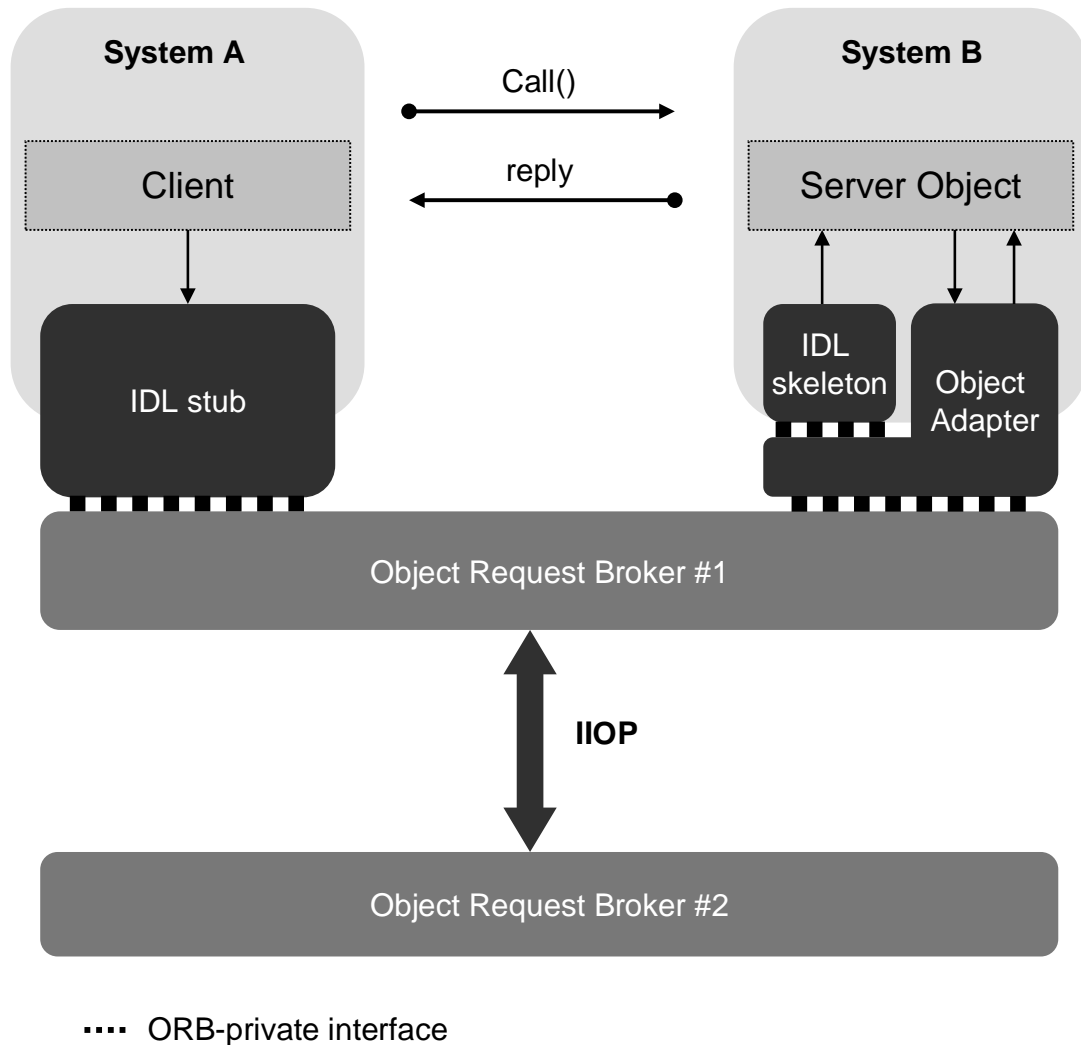 System A
System B
Call()
reply
Client
Server Object
IDL stub
IDL
skeleton
Object
Adapter
Object Request Broker #1
IIOP
Object Request Broker #2
ORB-private interface